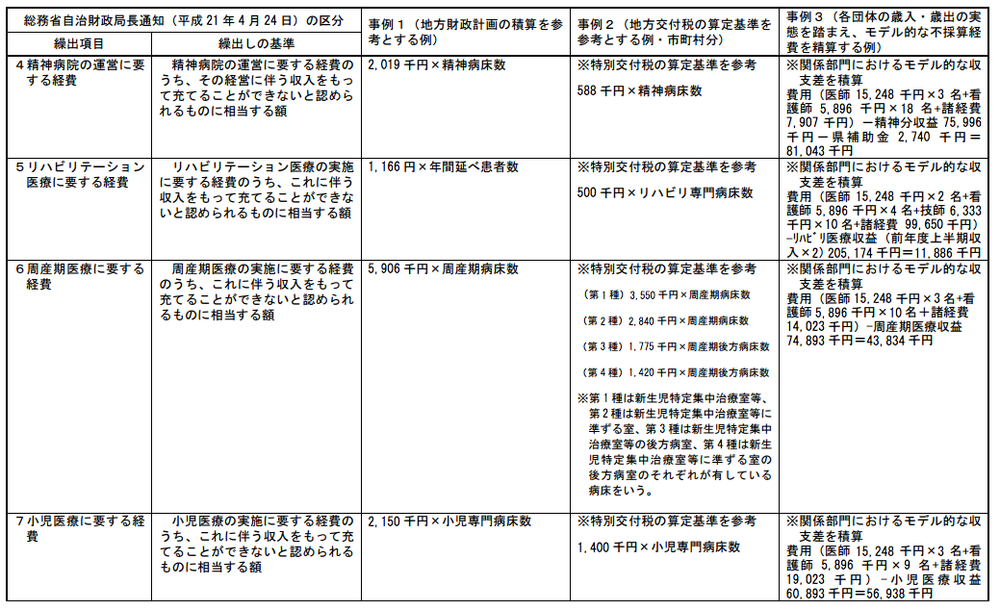 総務省自治財政局長通知（平成21年4月24日）の区分
繰出項目
繰出しの基準
事例１（地方財政計画の積算を参
考とする例）
事例２（地方交付税の算定基準を
参考とする例・市町村分）
事例３（各団体の歳入・歳出の実
態を踏まえ、モデル的な不採算経
費を精算する例）
４精神病院の運営に要
する経費
精神病院の運営に要する経費の
うち、その経営に伴う収入をもっ
て充てることができないと認めら
れるものに相当する額
2,019 千円×精神病床数
※特別交付税の算定基準を参考
588 千円×精神病床数
※関係部門におけるモデル的な収
支差を積算
費用（医師 15,248 千円×3 名+看
護師 5,896 千円×18 名+諸経費
7,907 千円）－精神分収益 75,996
千円－県補助金 2,740 千円＝
81,043 千円
５リハビリテーション
医療に要する経費
リハビリテーション医療の実施
に要する経費のうち、これに伴う
収入をもって充てることができな
いと認められるものに相当する額
1,166 円×年間延べ患者数
※特別交付税の算定基準を参考
500 千円×リハビリ専門病床数
※関係部門におけるモデル的な収
支差を積算
費用（医師 15,248 千円×2 名+看
護師 5,896 千円×4 名+技師 6,333
千円×10 名+諸経費 99,650 千円）
−ﾘﾊﾋﾞﾘ医療収益（前年度上半期収
入×2）205,174 千円＝11,886 千円
６周産期医療に要する
経費
周産期医療の実施に要する経費
のうち、これに伴う収入をもって
充てることができないと認められ
るものに相当する額
5,906 千円×周産期病床数
※特別交付税の算定基準を参考
（第１種）3,550 千円×周産期病床数
（第２種）2,840 千円×周産期病床数
（第３種）1,775 千円×周産期後方病床数
（第４種）1,420 千円×周産期後方病床数
※第１種は新生児特定集中治療室等、
第２種は新生児特定集中治療室等に
準ずる室、第３種は新生児特定集中
治療室等の後方病室、第４種は新生
児特定集中治療室等に準ずる室の
後方病室のそれぞれが有している
病床をいう。
※関係部門におけるモデル的な収
支差を積算
費用（医師 15,248 千円×3 名+看
護師 5,896 千円×10 名＋諸経費
14,023 千円）−周産期医療収益
74,893 千円＝43,834 千円
７小児医療に要する経
費
小児医療の実施に要する経費の
うち、これに伴う収入をもって充
てることができないと認められる
ものに相当する額
2,150 千円×小児専門病床数
※特別交付税の算定基準を参考
1,400 千円×小児専門病床数
※関係部門におけるモデル的な収
支差を積算
費用（医師 15,248 千円×3 名+看
護師 5,896 千円×9 名+諸経費
19,023 千円）−小児医療収益
60,893 千円＝56,938 千円